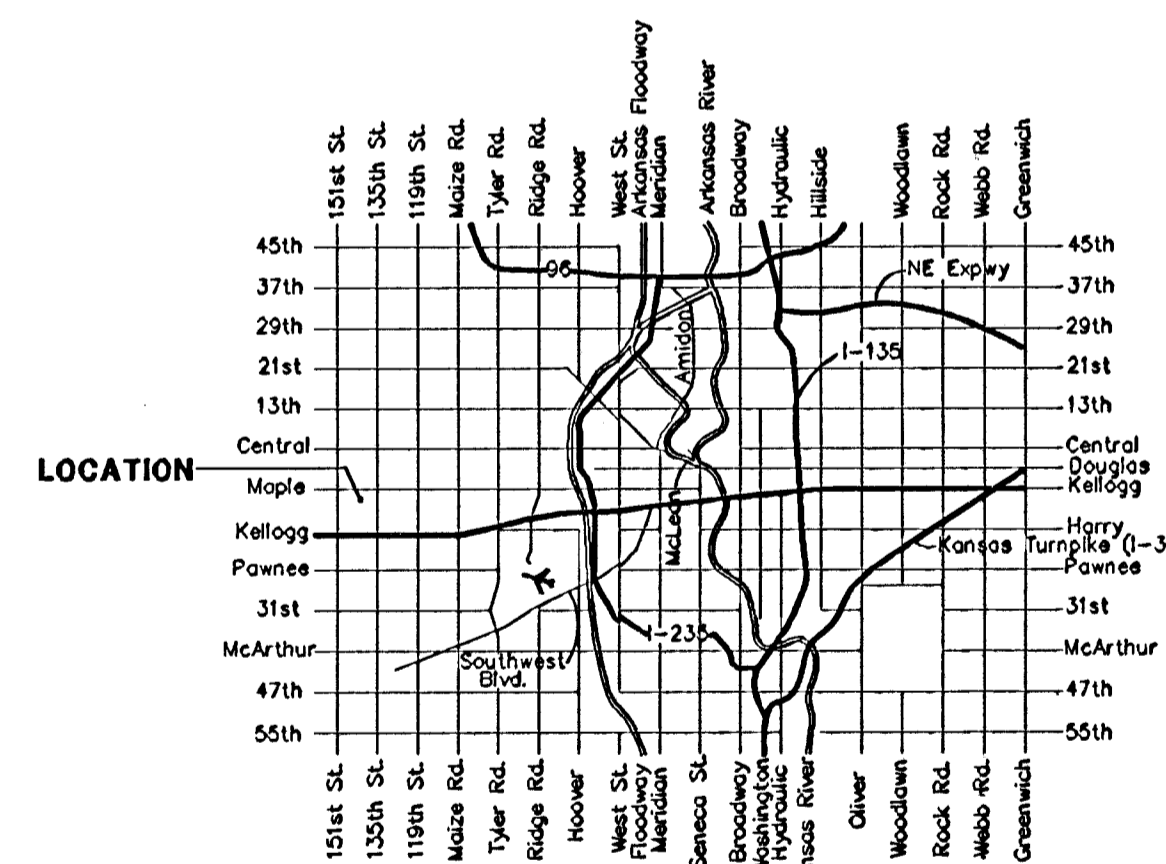 151st St.
135th St.
119th St.
Maize Rd.
Tyler Rd.
Ridge Rd.
Hoover
West St.
Arkansas Floodway
Meridian
Arkansas River
Broadway
Hydraulic
Hillside
Woodlawn
Rock Rd.
Webb Rd.
Greenwich
45th
45th
96
NE Expwy
37th
37th
29th
29th
Amidon
I-135
21st
21st
13th
13th
Central
Central
LOCATION
Douglas
Maple
Kellogg
McLean
Kellogg
Harry
Kansas Turnpike (I-3
Pawnee
Pawnee
31st
31st
I-235
McArthur
McArthur
Southwest
Blvd.
47th
47th
55th
55th
151st St.
135th St.
119th St.
Maize Rd.
Tyler Rd.
Ridge Rd.
Hoover
West St.
Floodway
Meridian
Seneca St.
Broadway
Washington
Hydraulic
nsas River
Oliver
Woodlawn
Rock Rd.
Webb Rd.
Greenwich